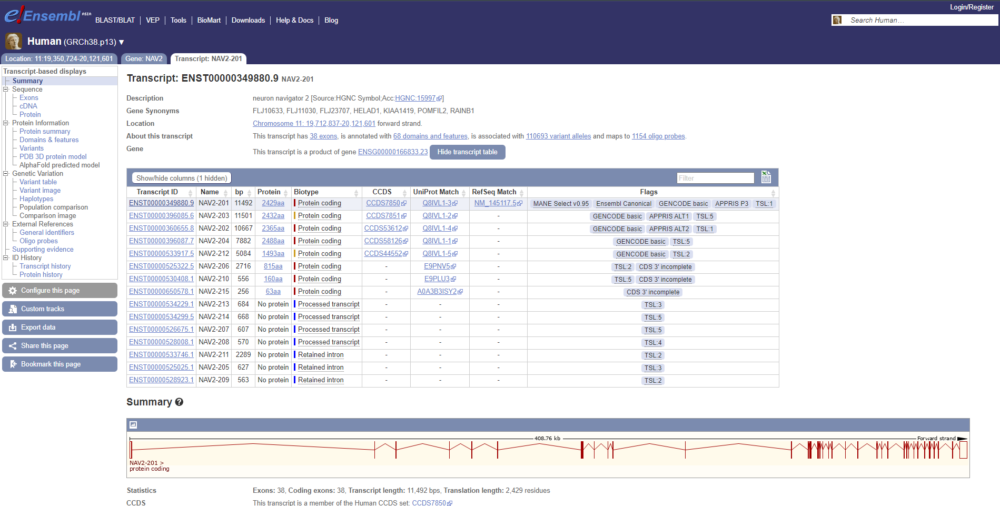 Login/Register
e!Ensembl ASIA BLAST/BLAT | VEP | Tools | BioMart | Downloads | Help & Docs | Blog
Search Human...
Human (GRCh38.p13) ▼
Location: 11:19,350,724-20,121,601 Gene: NAV2 Transcript: NAV2-201
Transcript-based displays
Summary
Sequence
Exons
cDNA
Protein
Protein Information
Protein summary
Domains & features
Variants
PDB 3D protein model
AlphaFold predicted model
Genetic Variation
Variant table
Variant image
Haplotypes
Population comparison
Comparison image
External References
General identifiers
Oligo probes
Supporting evidence
ID History
Transcript history
Protein history
Configure this page
Custom tracks
Export data
Share this page
Bookmark this page
Transcript: ENST00000349880.9 NAV2-201
Description neuron navigator 2 [Source:HGNC Symbol;Acc:HGNC:15997]
Gene Synonyms FLJ10633, FLJ11030, FLJ23707, HELAD1, KIAA1419, POMFIL2, RAINB1
Location Chromosome 11: 19,712,837-20,121,601 forward strand.
About this transcript This transcript has 38 exons, is annotated with 68 domains and features, is associated with 110693 variant alleles and maps to 1154 oligo probes.
Gene This transcript is a product of gene ENSG00000166833.23 Hide transcript table
Show/hide columns (1 hidden) Filter
Transcript ID Name bp Protein Biotype CCDS UniProt Match RefSeq Match Flags
ENST00000349880.9 NAV2-201 11492 2429aa Protein coding CCDS7850 Q8IVL1-3 NM_145117.5 MANE Select v0.95 Ensembl Canonical GENCODE basic APPRIS P3 TSL:1
ENST00000396085.6 NAV2-203 11501 2432aa Protein coding CCDS7851 Q8IVL1-2 - GENCODE basic APPRIS ALT1 TSL:5
ENST00000360655.8 NAV2-202 10667 2365aa Protein coding CCDS53612 Q8IVL1-4 - GENCODE basic APPRIS ALT2 TSL:1
ENST00000396087.7 NAV2-204 7882 2488aa Protein coding CCDS58126 Q8IVL1-1 - GENCODE basic TSL:5
ENST00000533917.5 NAV2-212 5084 1493aa Protein coding CCDS44552 Q8IVL1-5 - GENCODE basic TSL:2
ENST00000525322.5 NAV2-206 2716 815aa Protein coding - E9PNV5 - TSL:2 CDS 3' incomplete
ENST00000530408.1 NAV2-210 556 160aa Protein coding - E9PLU3 - TSL:5 CDS 3' incomplete
ENST00000650578.1 NAV2-215 256 63aa Protein coding - A0A3B3ISY2 - CDS 3' incomplete
ENST00000534229.1 NAV2-213 684 No protein Processed transcript - - - TSL:3
ENST00000534299.5 NAV2-214 668 No protein Processed transcript - - - TSL:5
ENST00000526675.1 NAV2-207 607 No protein Processed transcript - - - TSL:5
ENST00000528008.1 NAV2-208 570 No protein Processed transcript - - - TSL:4
ENST00000533746.1 NAV2-211 2289 No protein Retained intron - - - TSL:2
ENST00000525025.1 NAV2-205 627 No protein Retained intron - - - TSL:3
ENST00000528923.1 NAV2-209 563 No protein Retained intron - - - TSL:2
Summary ?
408.76 kb Forward strand
NAV2-201 >
protein coding
Statistics Exons: 38, Coding exons: 38, Transcript length: 11,492 bps, Translation length: 2,429 residues
CCDS This transcript is a member of the Human CCDS set: CCDS7850